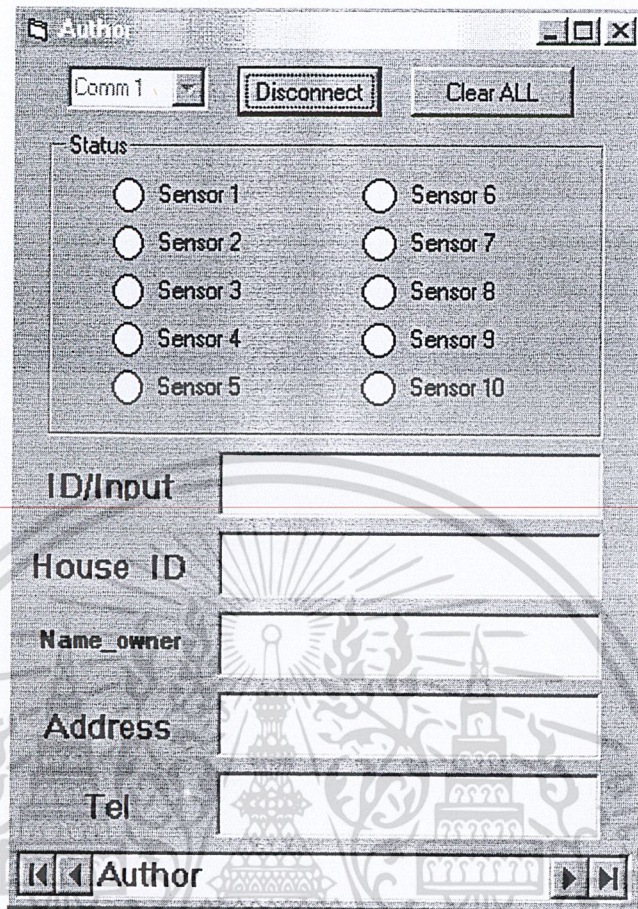 Author
Comm 1 Disconnect Clear ALL
Status
Sensor 1 Sensor 6
Sensor 2 Sensor 7
Sensor 3 Sensor 8
Sensor 4 Sensor 9
Sensor 5 Sensor 10
ID/Input
House ID
Name_owner
Address
Tel
Author